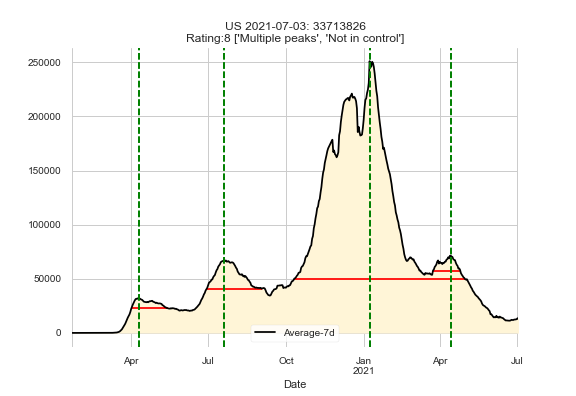 US 2021-07-03: 33713826
Rating:8 ['Multiple peaks', 'Not in control']
250000
200000
150000
100000
50000
0
Average-7d
Apr Jul Oct Jan Apr Jul
2021
Date